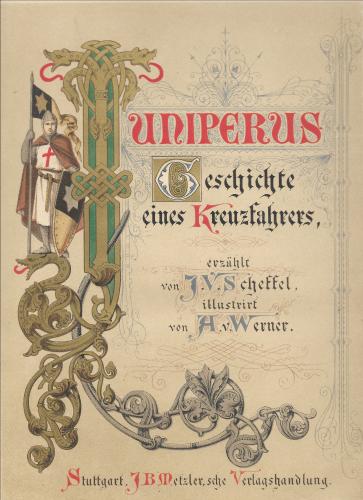 JUNIPERUS
Geschichte
eines Kreuzfahrers,
erzählt
von J.V.Scheffel,
illustrirt
von A.v.Werner.
Stuttgart, J.B.Metzler,sche Verlagshandlung.